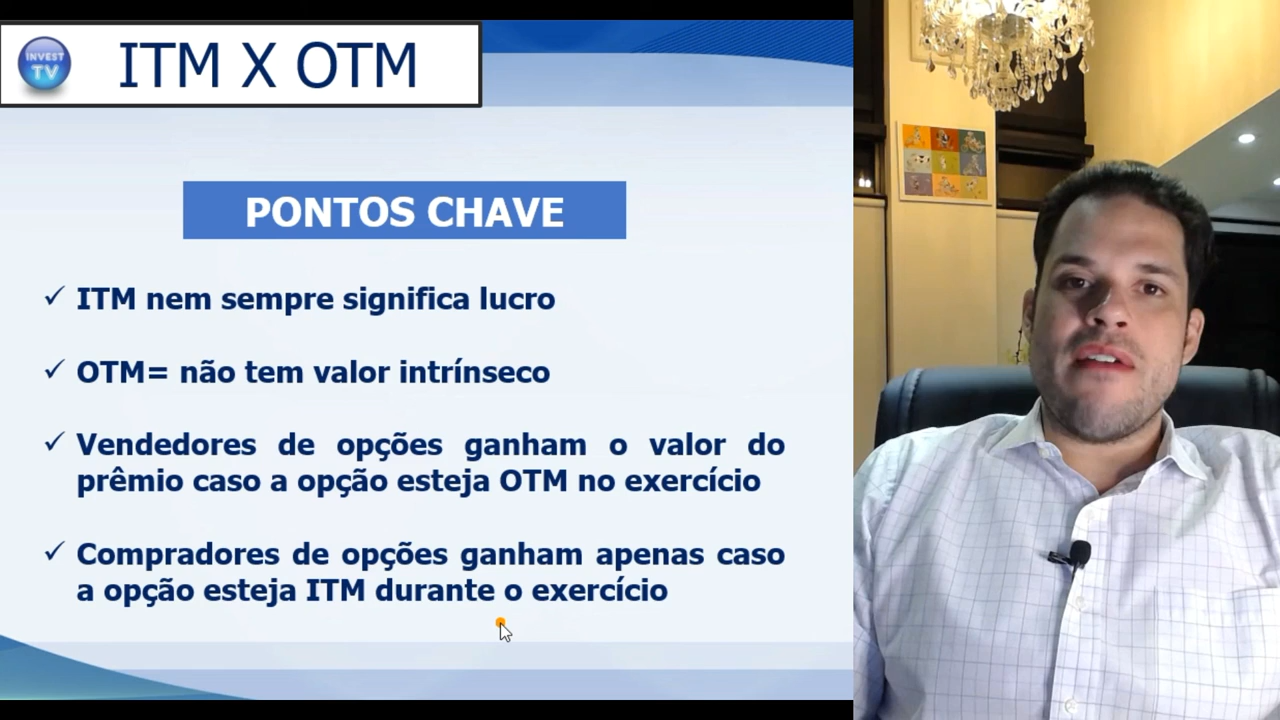 INVEST
TV
ITM X OTM
PONTOS CHAVE
✓ ITM nem sempre significa lucro
✓ OTM= não tem valor intrínseco
✓ Vendedores de opções ganham o valor do
prêmio caso a opção esteja OTM no exercício
✓ Compradores de opções ganham apenas caso
a opção esteja ITM durante o exercício